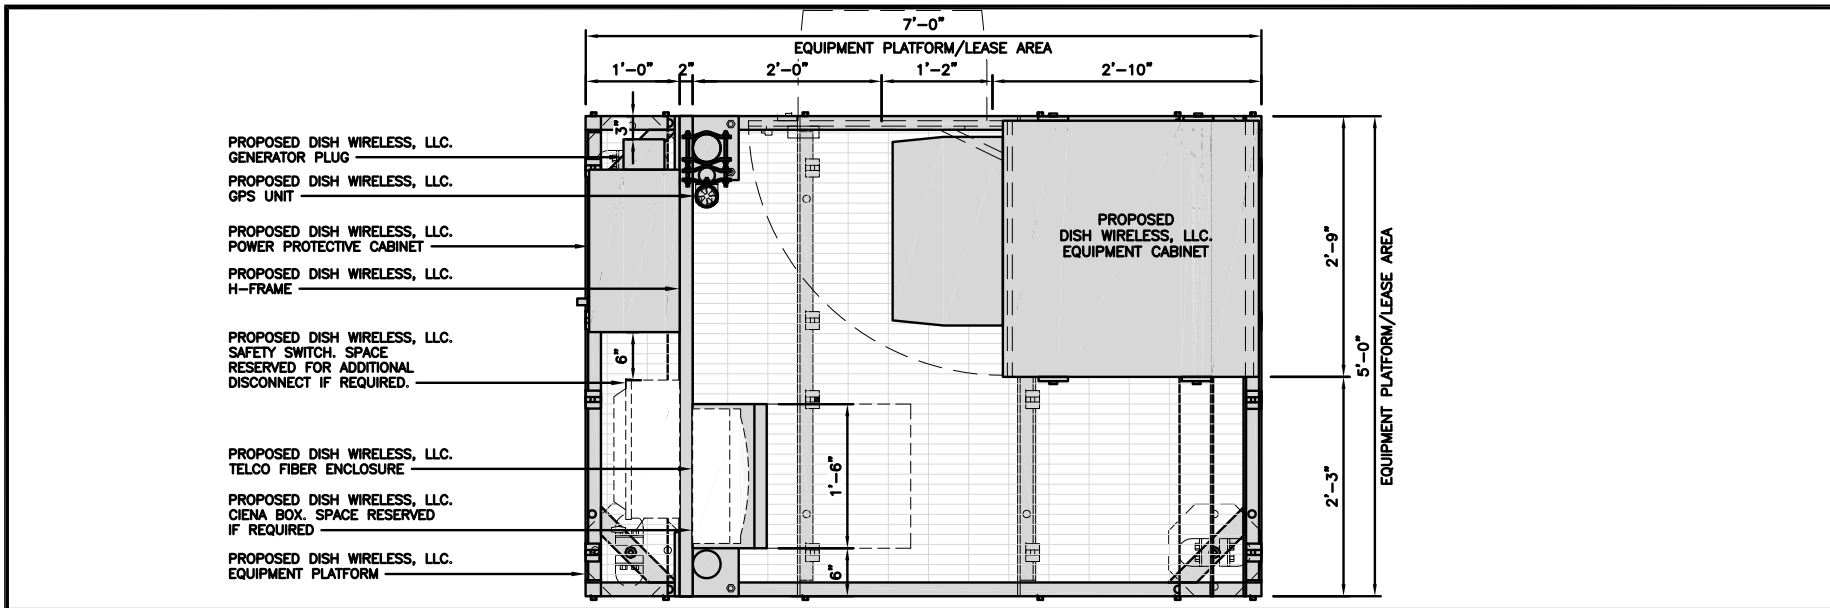 7'-0"
EQUIPMENT PLATFORM/LEASE AREA
1'-0"
2"
2'-0"
1'-2"
2'-10"
3"
PROPOSED DISH WIRELESS, LLC.
GENERATOR PLUG
PROPOSED DISH WIRELESS, LLC.
GPS UNIT
PROPOSED DISH WIRELESS, LLC.
POWER PROTECTIVE CABINET
PROPOSED DISH WIRELESS, LLC.
H-FRAME
PROPOSED DISH WIRELESS, LLC.
SAFETY SWITCH. SPACE
RESERVED FOR ADDITIONAL
DISCONNECT IF REQUIRED.
PROPOSED DISH WIRELESS, LLC.
TELCO FIBER ENCLOSURE
PROPOSED DISH WIRELESS, LLC.
CIENA BOX. SPACE RESERVED
IF REQUIRED
PROPOSED DISH WIRELESS, LLC.
EQUIPMENT PLATFORM
6"
1'-6"
6"
PROPOSED
DISH WIRELESS, LLC.
EQUIPMENT CABINET
2'-9"
2'-3"
5'-0"
EQUIPMENT PLATFORM/LEASE AREA